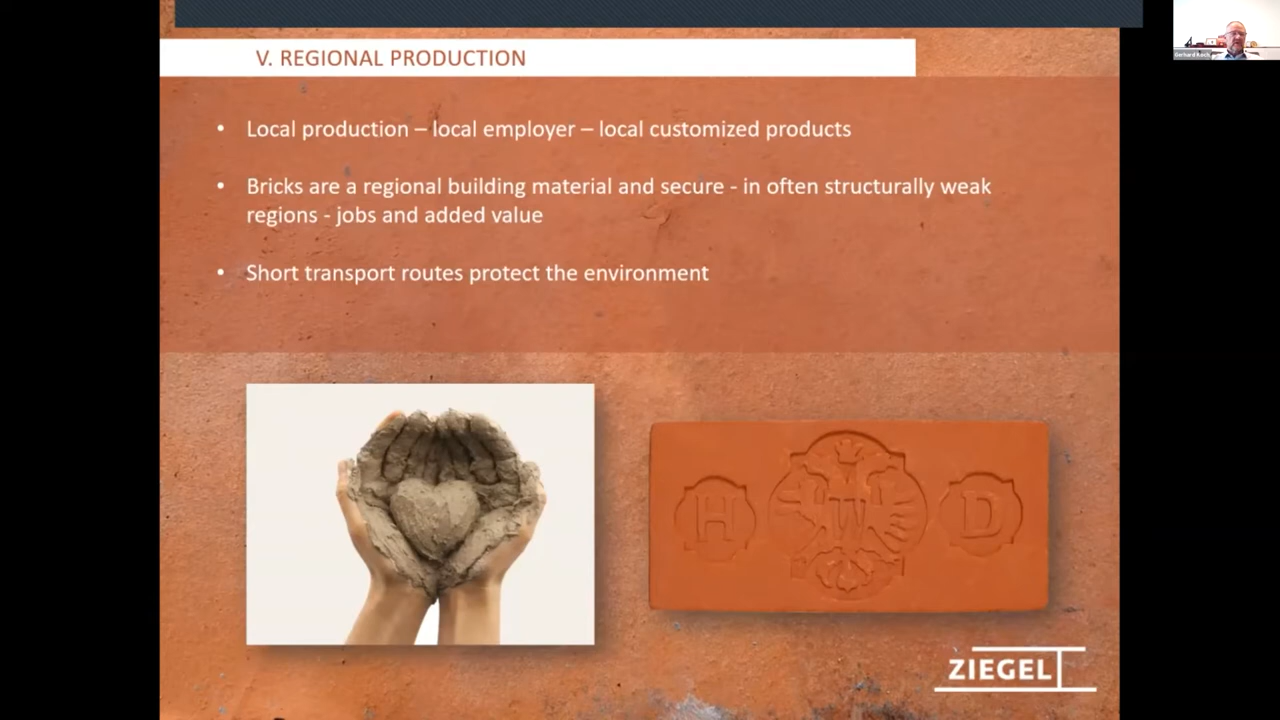 V. REGIONAL PRODUCTION
• Local production – local employer – local customized products
• Bricks are a regional building material and secure - in often structurally weak
regions - jobs and added value
• Short transport routes protect the environment
H W D
ZIEGEL